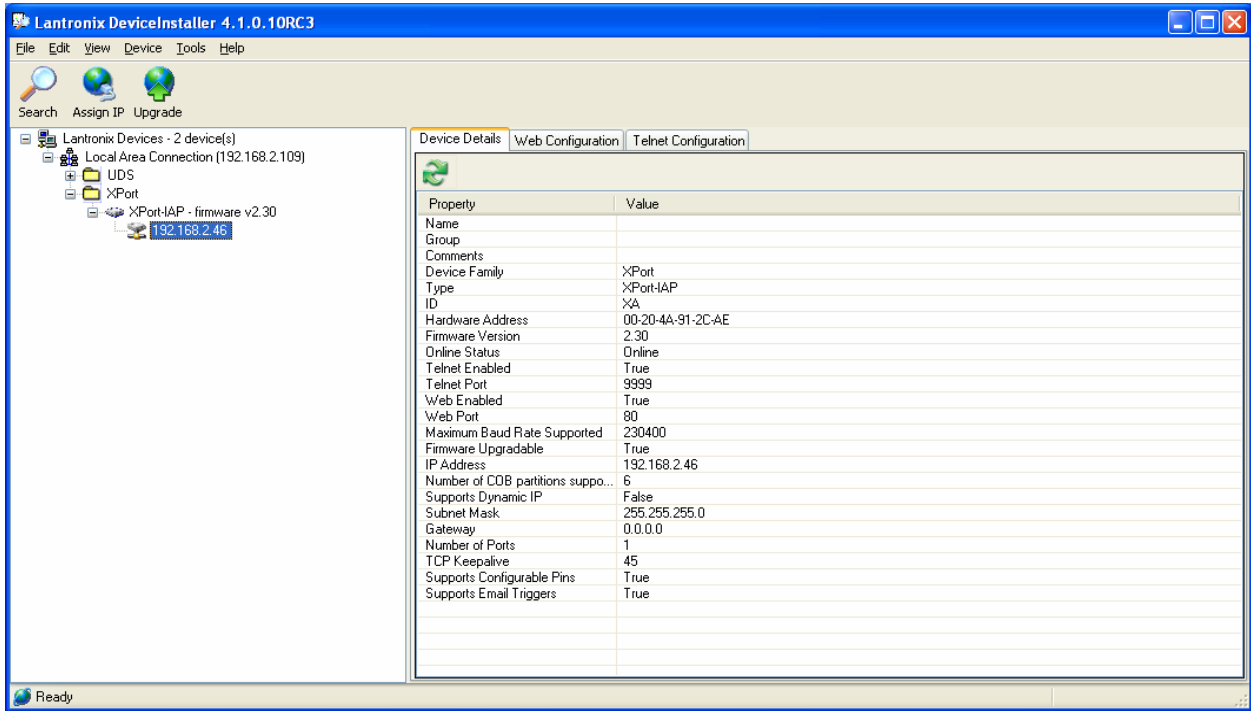 Lantronix DeviceInstaller 4.1.0.10RC3
File Edit View Device Tools Help
Search Assign IP Upgrade
Lantronix Devices - 2 device(s)
Local Area Connection (192.168.2.109)
UDS
XPort
XPort-IAP - firmware v2.30
192.168.2.46
Device Details Web Configuration Telnet Configuration
Property Value
Name
Group
Comments
Device Family XPort
Type XPort-IAP
ID XA
Hardware Address 00-20-4A-91-2C-AE
Firmware Version 2.30
Online Status Online
Telnet Enabled True
Telnet Port 9999
Web Enabled True
Web Port 80
Maximum Baud Rate Supported 230400
Firmware Upgradable True
IP Address 192.168.2.46
Number of COB partitions suppo... 6
Supports Dynamic IP False
Subnet Mask 255.255.255.0
Gateway 0.0.0.0
Number of Ports 1
TCP Keepalive 45
Supports Configurable Pins True
Supports Email Triggers True
Ready